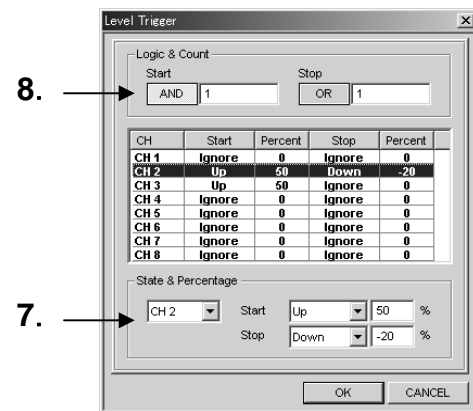 Level Trigger
Logic & Count
Start Stop
8. AND 1 OR 1
CH Start Percent Stop Percent
CH 1 Ignore 0 Ignore 0
CH 2 Up 50 Down -20
CH 3 Up 50 Ignore 0
CH 4 Ignore 0 Ignore 0
CH 5 Ignore 0 Ignore 0
CH 6 Ignore 0 Ignore 0
CH 7 Ignore 0 Ignore 0
CH 8 Ignore 0 Ignore 0
State & Percentage
7. CH 2 Start Up 50 %
Stop Down -20 %
OK CANCEL